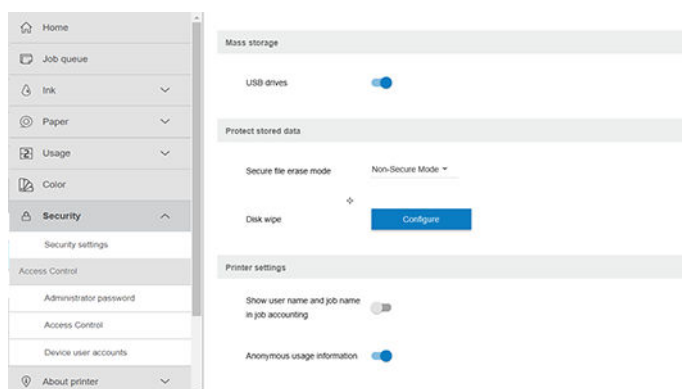 Home
Job queue
Ink
Paper
Usage
Color
Security
Security settings
Access Control
Administrator password
Access Control
Device user accounts
About printer
Mass storage
USB drives
Protect stored data
Secure file erase mode
Non-Secure Mode
Disk wipe
Configure
Printer settings
Show user name and job name
in job accounting
Anonymous usage information